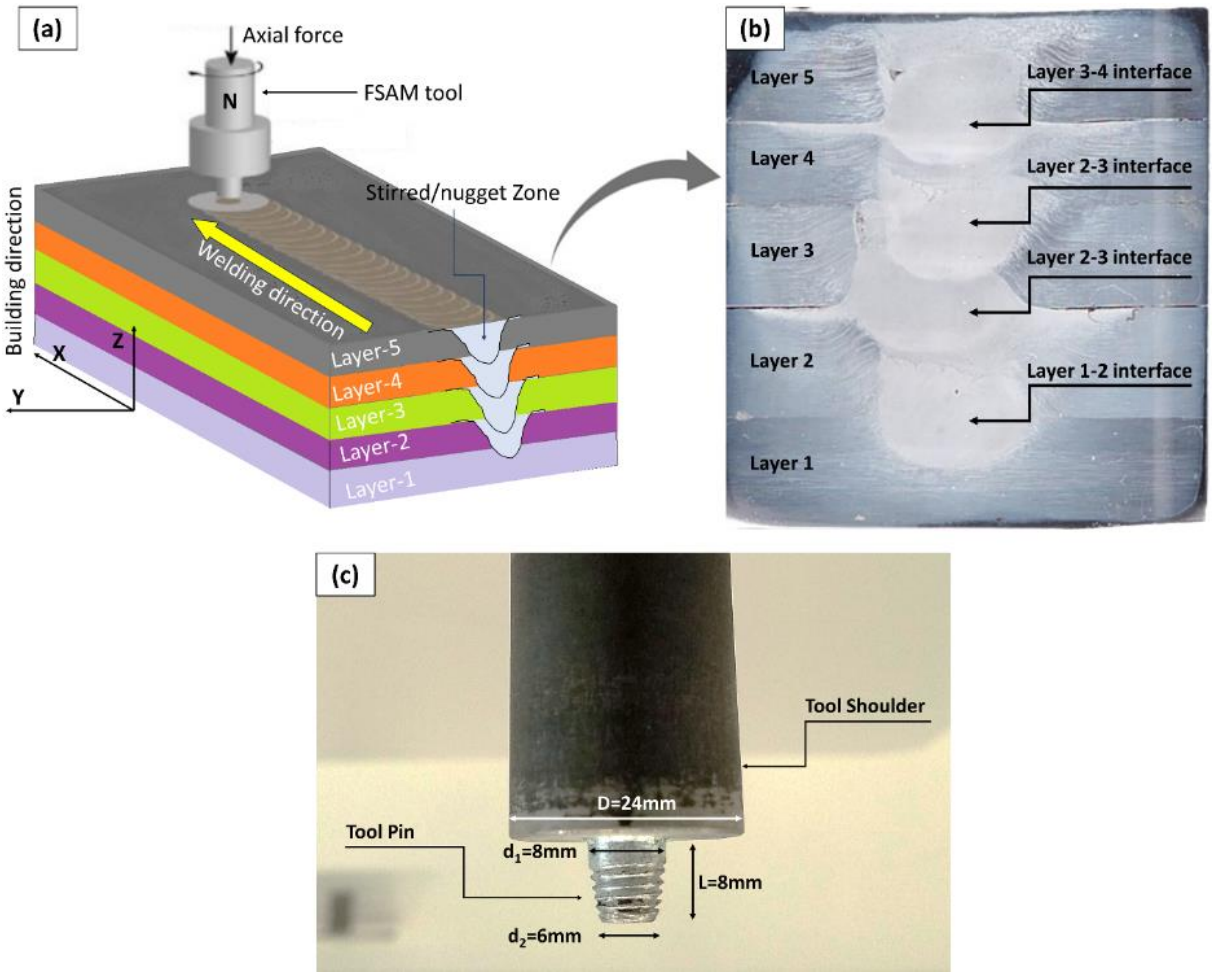 (a)
Axial force
N
FSAM tool
Stirred/nugget Zone
Welding direction
Building direction
Z
X
Y
Layer-5
Layer-4
Layer-3
Layer-2
Layer-1
(b)
Layer 5
Layer 3-4 interface
Layer 4
Layer 2-3 interface
Layer 3
Layer 2-3 interface
Layer 2
Layer 1-2 interface
Layer 1
(c)
Tool Shoulder
D=24mm
Tool Pin
d₁=8mm
L=8mm
d₂=6mm